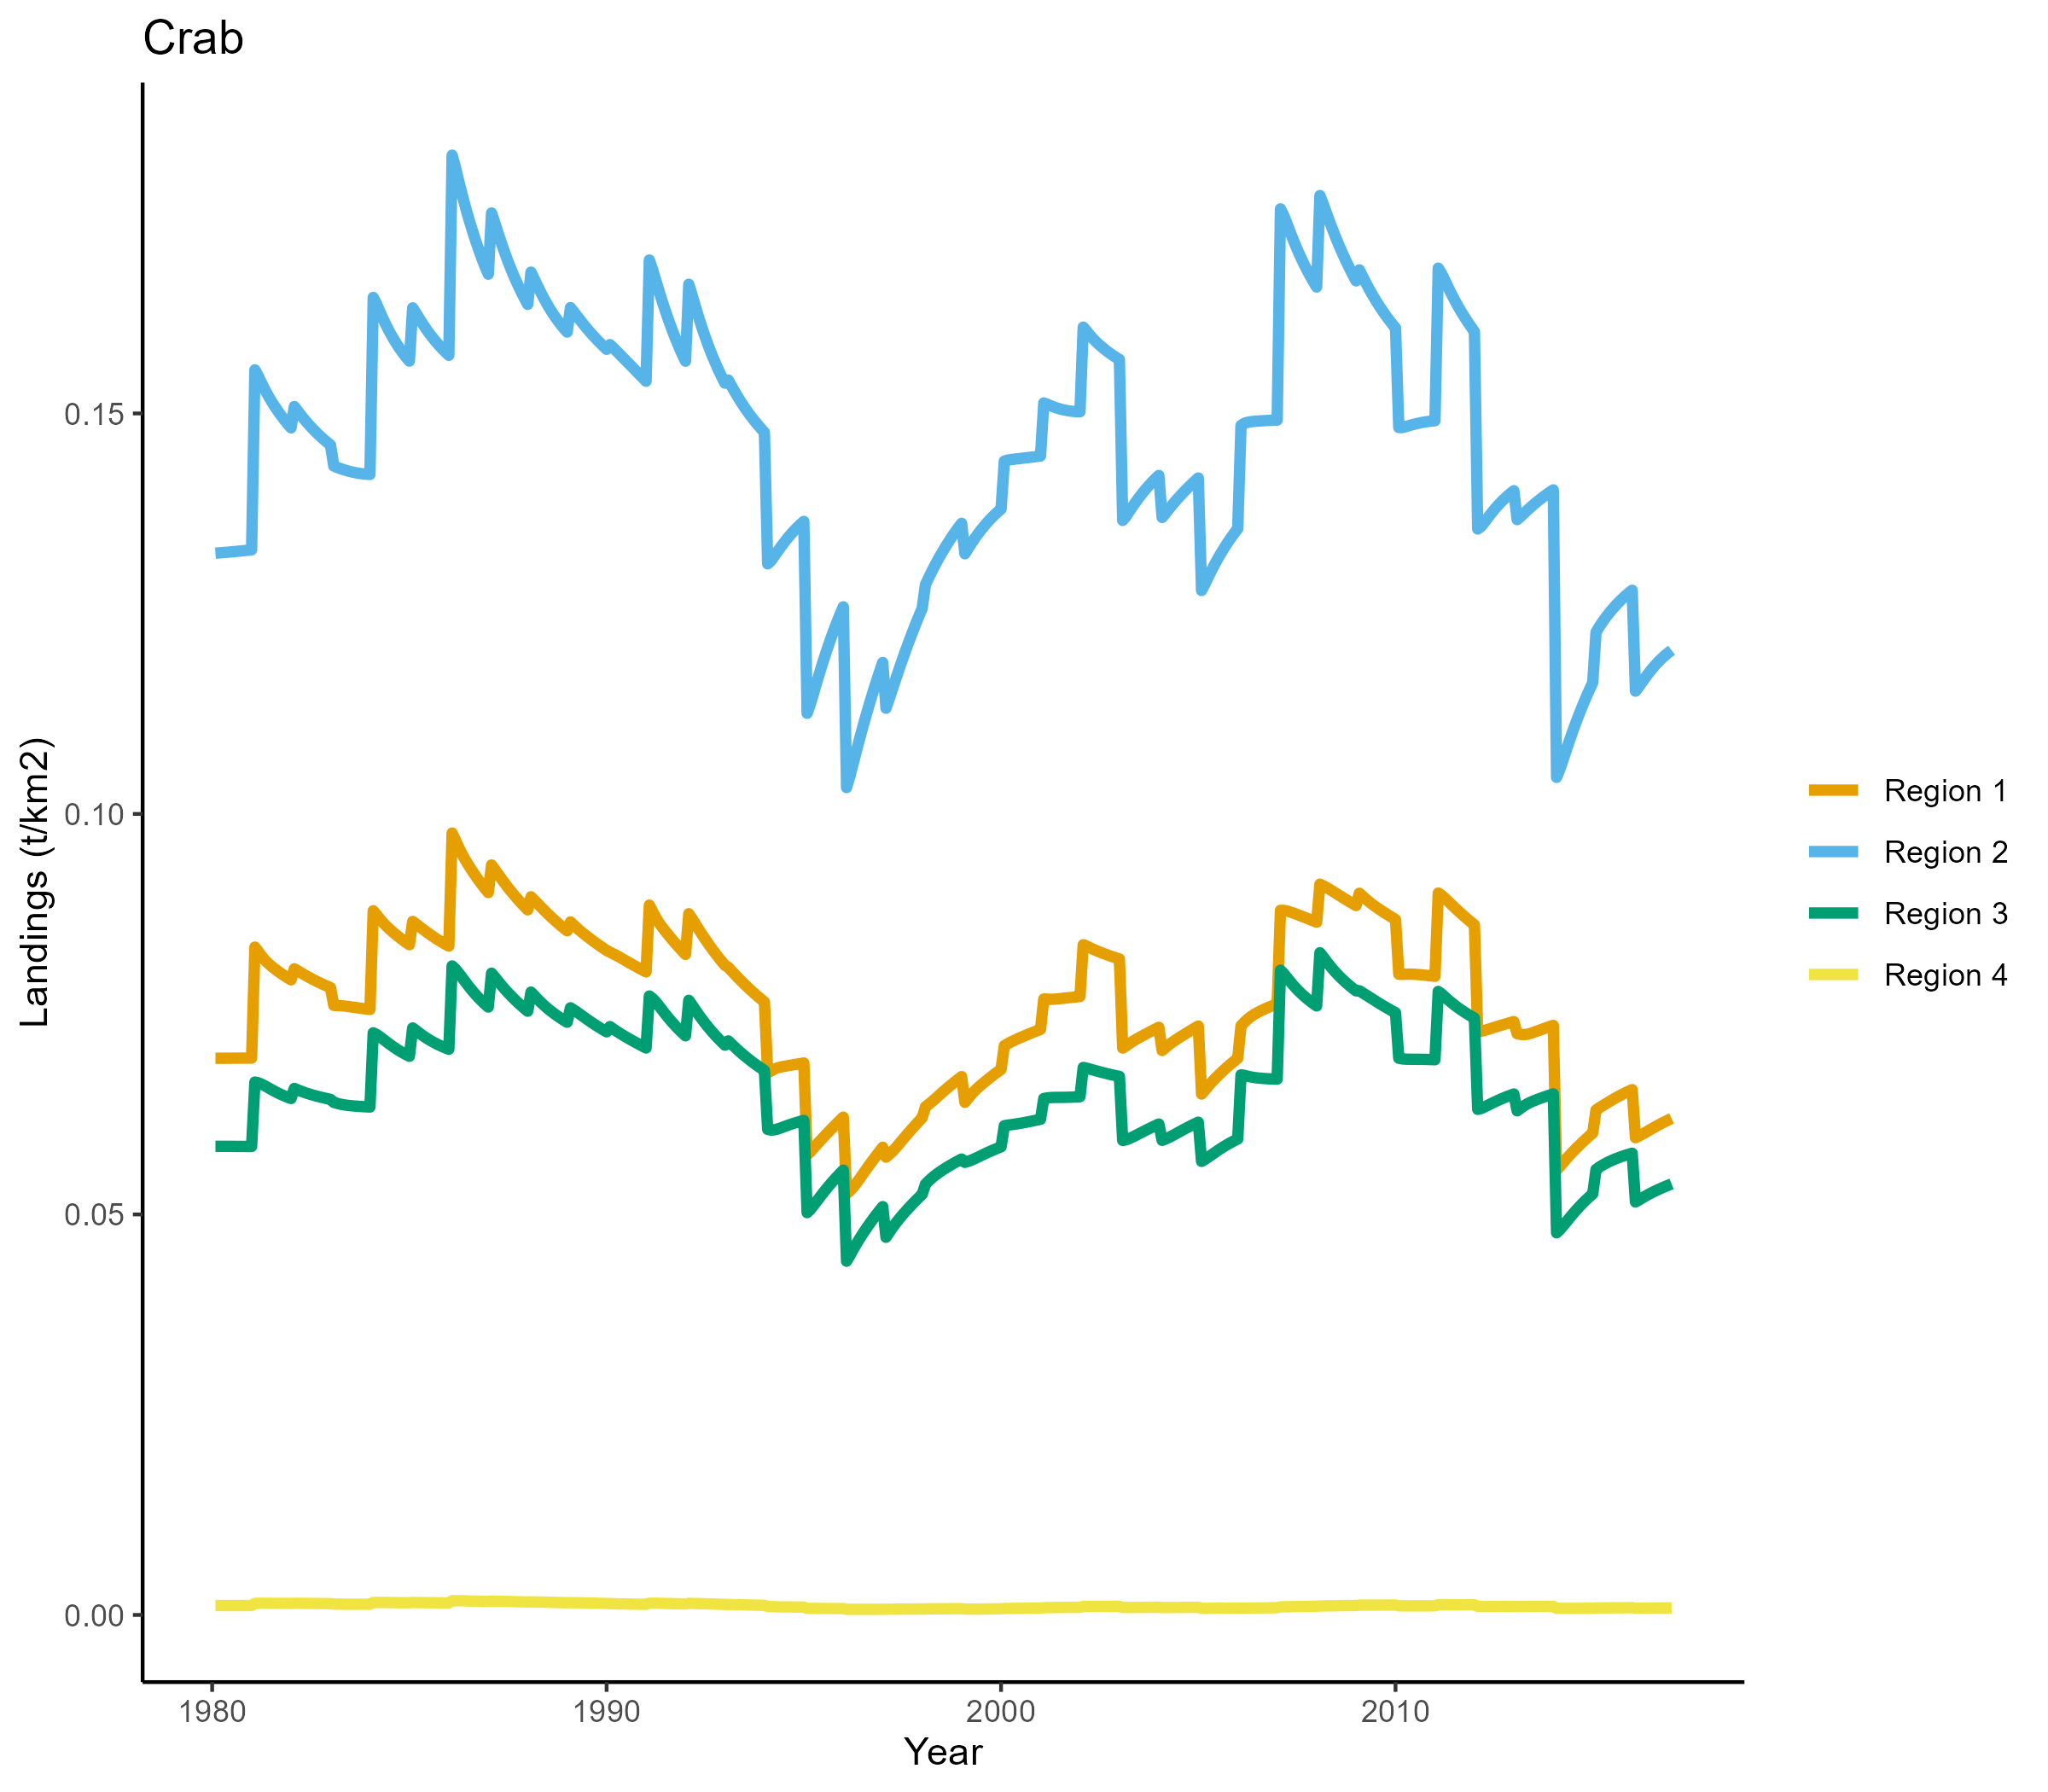 Crab
Landings (t/km2)
0.15
0.10
0.05
0.00
1980 1990 2000 2010
Year
Region 1
Region 2
Region 3
Region 4